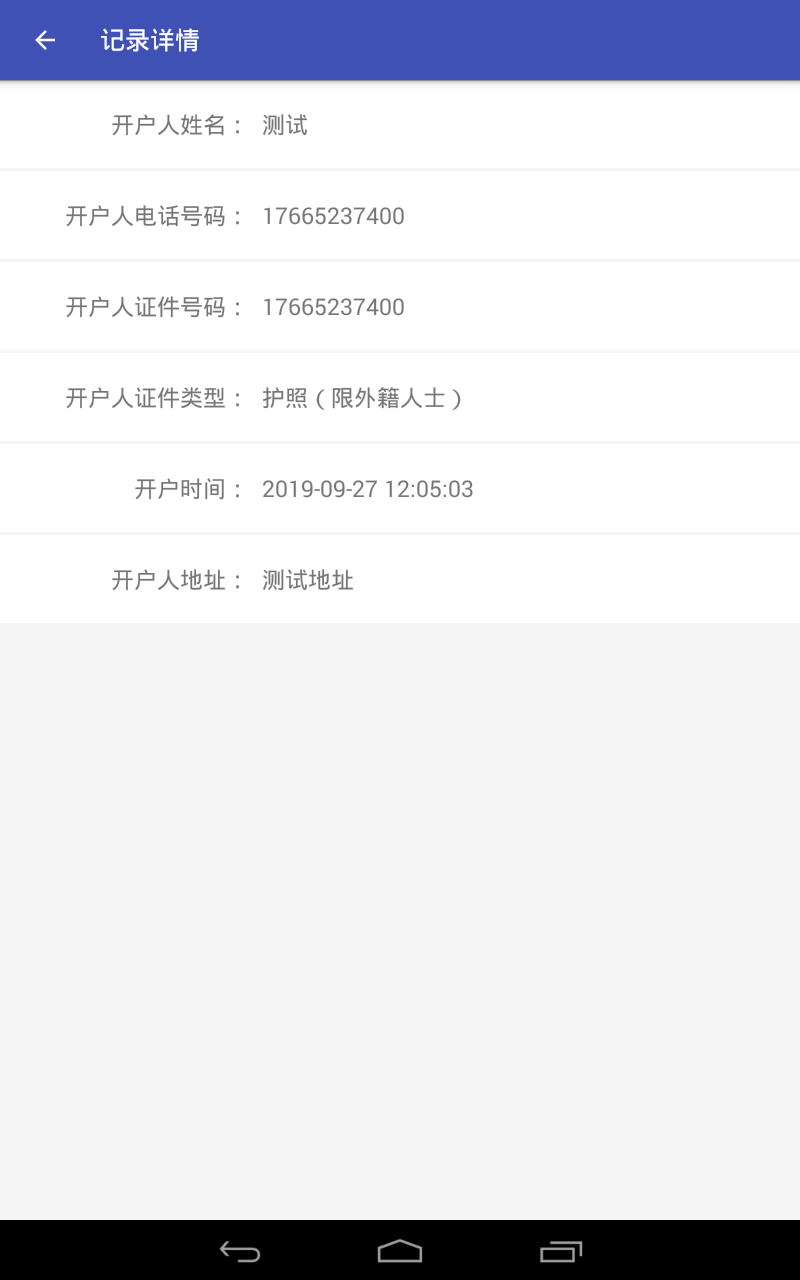 记录详情
开户人姓名： 测试
开户人电话号码： 17665237400
开户人证件号码： 17665237400
开户人证件类型： 护照（限外籍人士）
开户时间： 2019-09-27 12:05:03
开户人地址： 测试地址